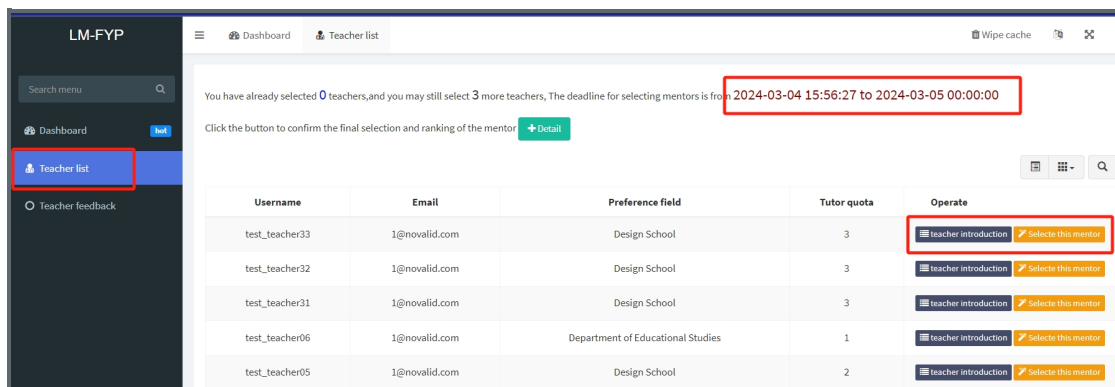 LM-FYP
Dashboard Teacher list Wipe cache
Search menu
Dashboard hot
Teacher list
Teacher feedback
You have already selected 0 teachers,and you may still select 3 more teachers, The deadline for selecting mentors is from 2024-03-04 15:56:27 to 2024-03-05 00:00:00
Click the button to confirm the final selection and ranking of the mentor +Detail
Username Email Preference field Tutor quota Operate
test_teacher33 1@novalid.com Design School 3 teacher introduction Selecte this mentor
test_teacher32 1@novalid.com Design School 3 teacher introduction Selecte this mentor
test_teacher31 1@novalid.com Design School 3 teacher introduction Selecte this mentor
test_teacher06 1@novalid.com Department of Educational Studies 1 teacher introduction Selecte this mentor
test_teacher05 1@novalid.com Design School 2 teacher introduction Selecte this mentor